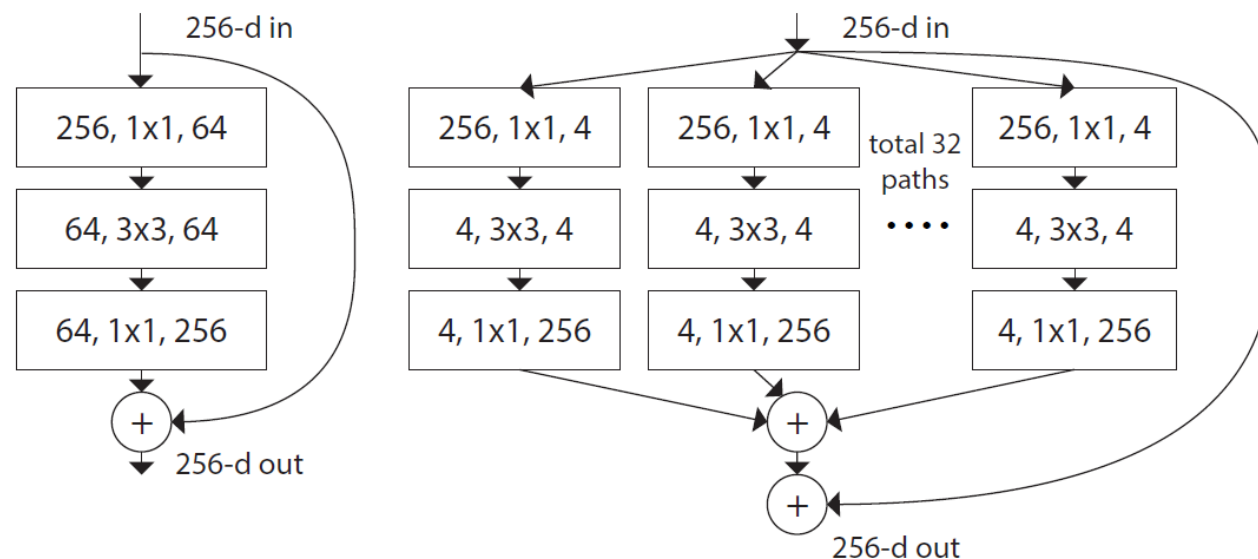 256-d in
256, 1x1, 64
64, 3x3, 64
64, 1x1, 256
+
256-d out
256-d in
256, 1x1, 4
256, 1x1, 4
total 32
paths
....
256, 1x1, 4
4, 3x3, 4
4, 3x3, 4
4, 3x3, 4
4, 1x1, 256
4, 1x1, 256
4, 1x1, 256
+
+
256-d out